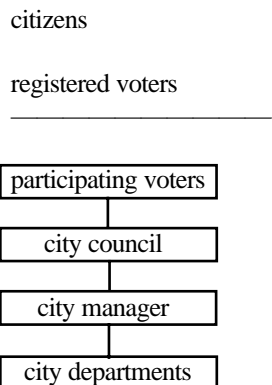 citizens
registered voters
participating voters
city council
city manager
city departments